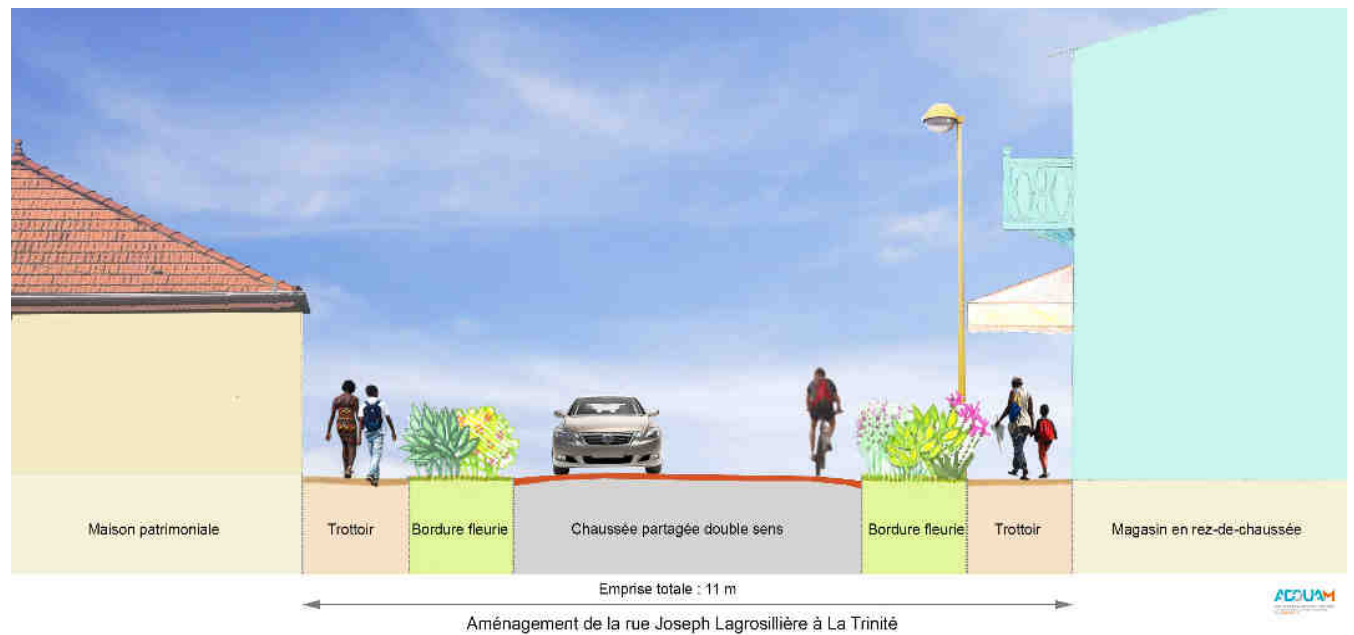 Maison patrimoniale
Trottoir
Bordure fleurie
Chaussée partagée double sens
Bordure fleurie
Trottoir
Magasin en rez-de-chaussée
Emprise totale : 11 m
Aménagement de la rue Joseph Lagrosillière à La Trinité